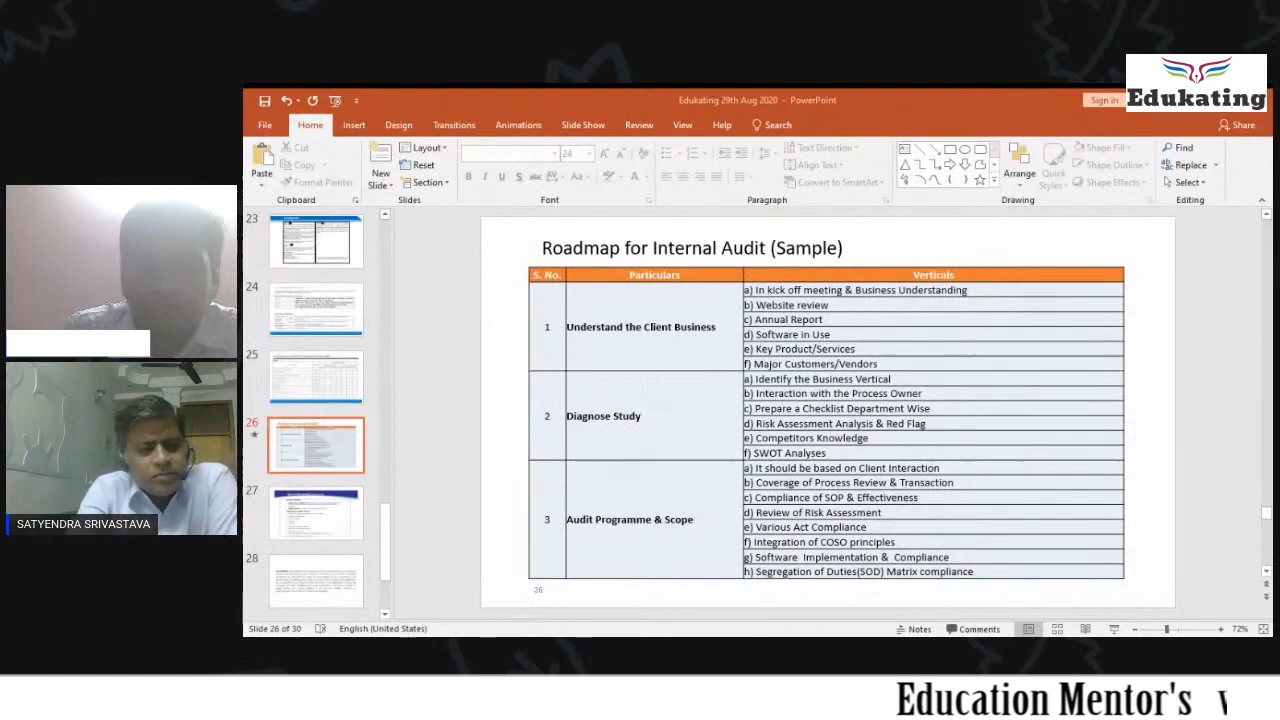 Edukating
Edukating 29th Aug 2020 - PowerPoint
Sign in
File Home Insert Design Transitions Animations Slide Show Review View Help Search Share
Paste
Cut
Copy
Format Painter
Clipboard
New
Slide
Layout
Reset
Section
Slides
24
Font
Text Direction
Align Text
Convert to SmartArt
Paragraph
Arrange
Quick
Styles
Shape Fill
Shape Outline
Shape Effects
Drawing
Find
Replace
Select
Editing
23
24
25
26
27
28
Roadmap for Internal Audit (Sample)
S. No. Particulars Verticals
1 Understand the Client Business
a) In kick off meeting & Business Understanding
b) Website review
c) Annual Report
d) Software in Use
e) Key Product/Services
f) Major Customers/Vendors
2 Diagnose Study
a) Identify the Business Vertical
b) Interaction with the Process Owner
c) Prepare a Checklist Department Wise
d) Risk Assessment Analysis & Red Flag
e) Competitors Knowledge
f) SWOT Analyses
3 Audit Programme & Scope
a) It should be based on Client Interaction
b) Coverage of Process Review & Transaction
c) Compliance of SOP & Effectiveness
d) Review of Risk Assessment
e) Various Act Compliance
f) Integration of COSO principles
g) Software Implementation & Compliance
h) Segregation of Duties(SOD) Matrix compliance
26
SATYENDRA SRIVASTAVA
Slide 26 of 30 English (United States) Notes Comments 72%
Education Mentor's